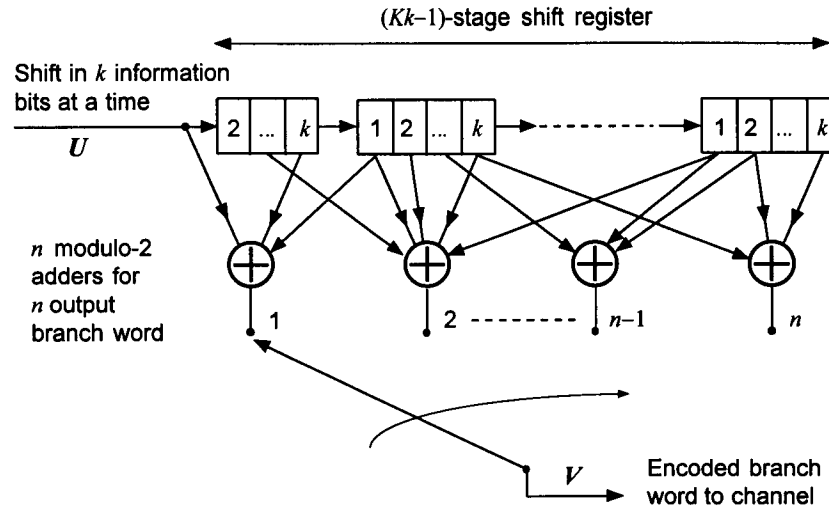 (Kk–1)-stage shift register
Shift in k information
bits at a time
U
2 ... k
1 2 ... k
1 2 ... k
n modulo-2
adders for
n output
branch word
1
2
n–1
n
V
Encoded branch
word to channel